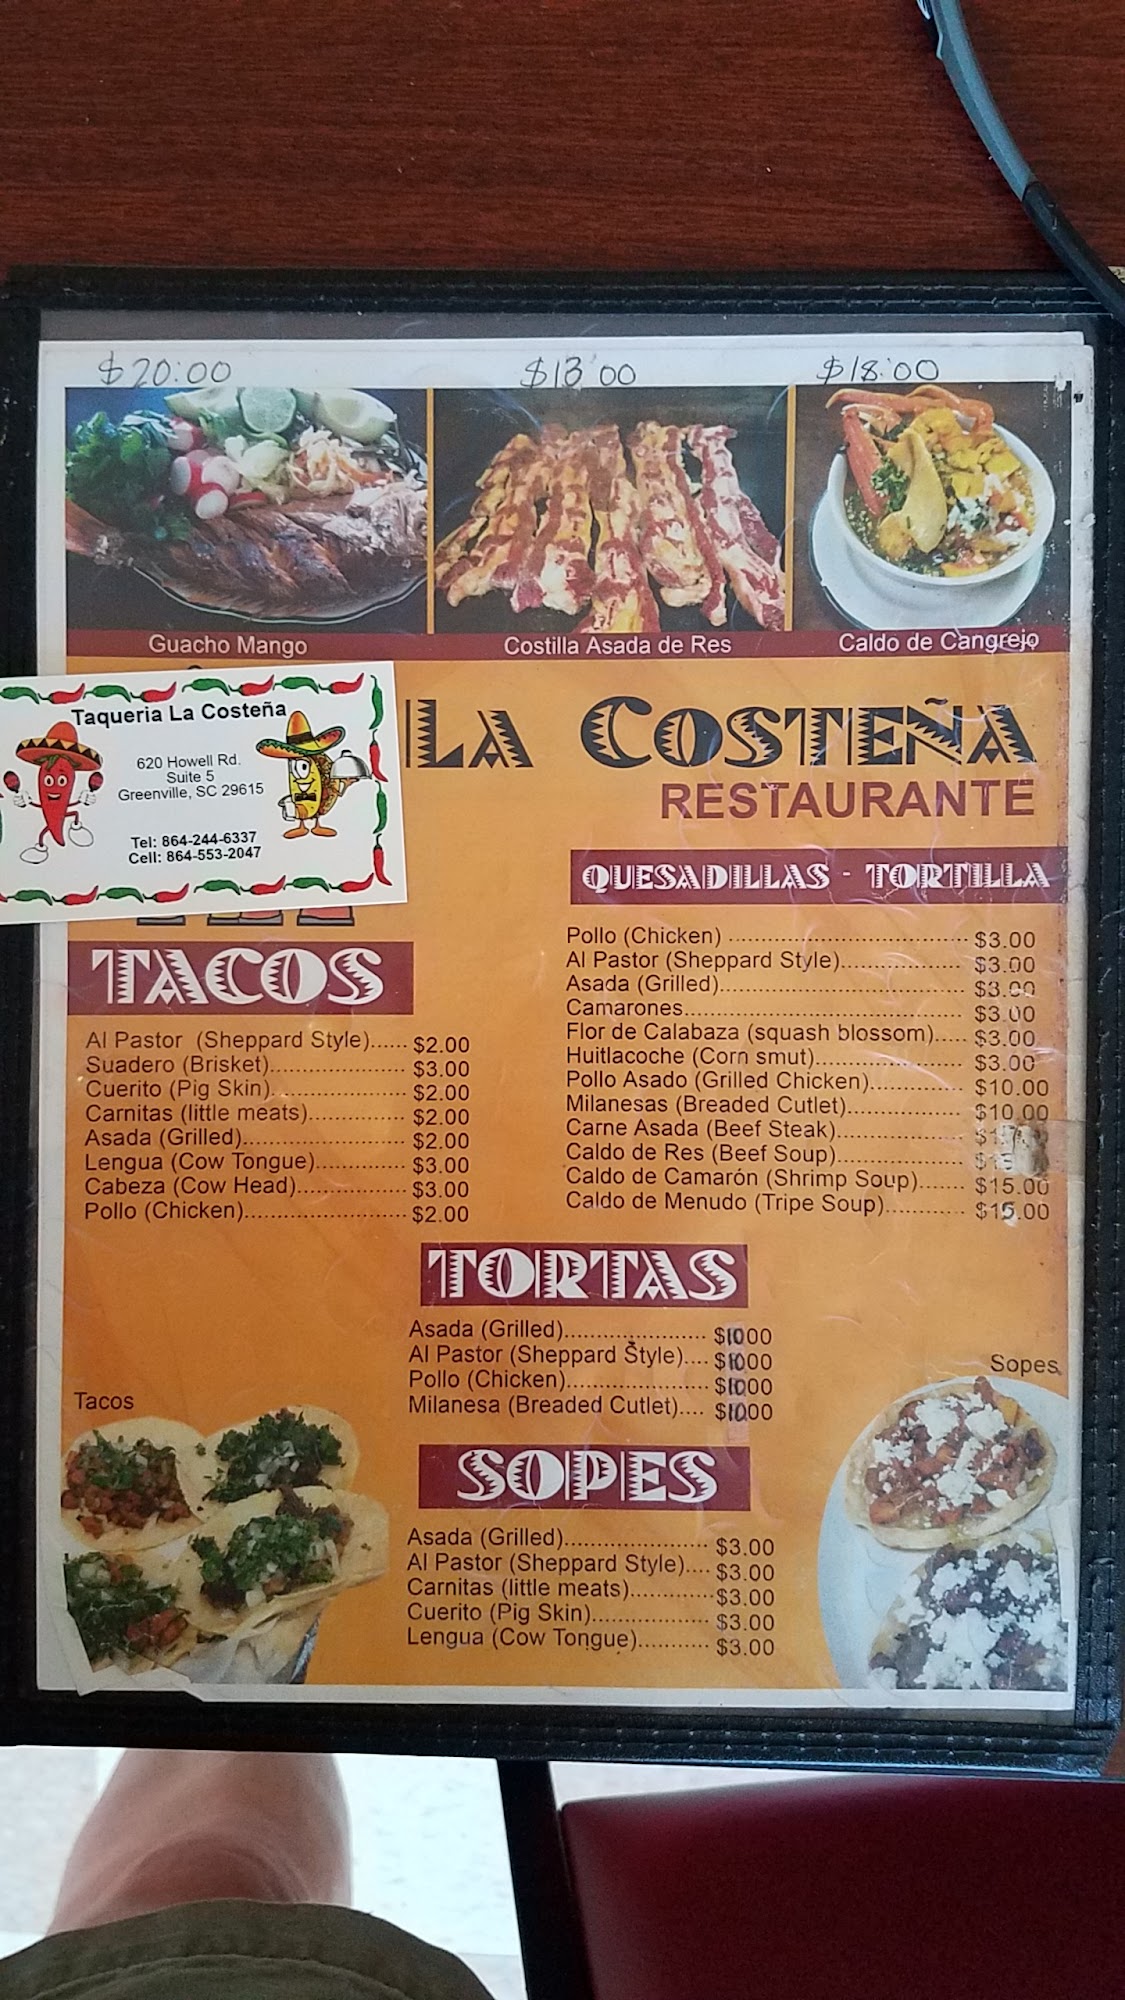 $20:00
$13 00
$18:00
Guacho Mango
Costilla Asada de Res
Caldo de Cangrejo
Taqueria La Costeña
620 Howell Rd.
Suite 5
Greenville, SC 29615
Tel: 864-244-6337
Cell: 864-553-2047
LA COSTEÑA
RESTAURANTE
TACOS
Al Pastor (Sheppard Style)...... $2.00
Suadero (Brisket)..................... $3.00
Cuerito (Pig Skin)..................... $2.00
Carnitas (little meats)............... $2.00
Asada (Grilled)......................... $2.00
Lengua (Cow Tongue).............. $3.00
Cabeza (Cow Head)................. $3.00
Pollo (Chicken)......................... $2.00
QUESADILLAS - TORTILLA
Pollo (Chicken) ..................................... $3.00
Al Pastor (Sheppard Style)................... $3.00
Asada (Grilled)...................................... $3.00
Camarones........................................... $3.00
Flor de Calabaza (squash blossom)..... $3.00
Huitlacoche (Corn smut)....................... $3.00
Pollo Asado (Grilled Chicken).............. $10.00
Milanesas (Breaded Cutlet).................. $10.00
Carne Asada (Beef Steak)....................
Caldo de Res (Beef Soup)....................
Caldo de Camarón (Shrimp Soup)....... $15.00
Caldo de Menudo (Tripe Soup)............ $15.00
TORTAS
Asada (Grilled)...................... $1000
Al Pastor (Sheppard Style).... $1000
Pollo (Chicken)...................... $1000
Milanesa (Breaded Cutlet).... $1000
Tacos
Sopes
SOPES
Asada (Grilled)...................... $3.00
Al Pastor (Sheppard Style).... $3.00
Carnitas (little meats)............. $3.00
Cuerito (Pig Skin).................. $3.00
Lengua (Cow Tongue)........... $3.00